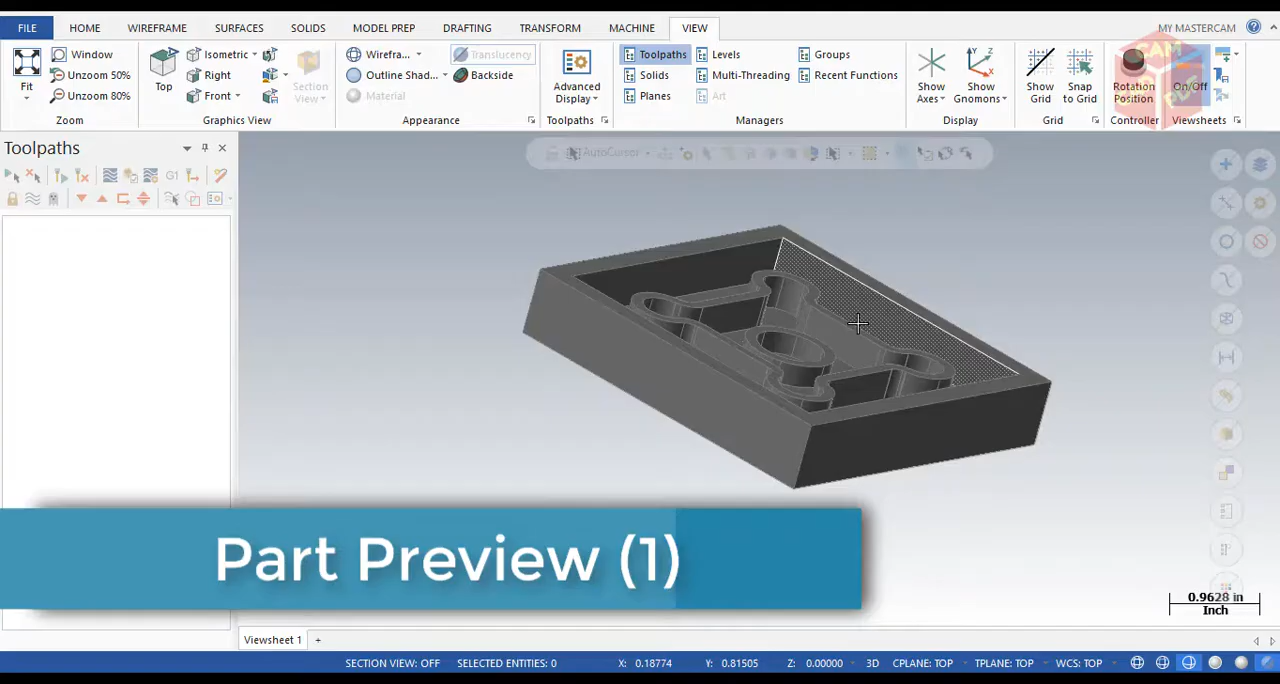 FILE HOME WIREFRAME SURFACES SOLIDS MODEL PREP DRAFTING TRANSFORM MACHINE VIEW MY MASTERCAM
Window Isometric Wirefra... Translucency Toolpaths Levels Groups
Unzoom 50% Right Outline Shad... Backside Solids Multi-Threading Recent Functions
Unzoom 80% Front Material Planes Art
Fit Top Section View Advanced Display Show Axes Show Gnomons Show Grid Snap to Grid Rotation Position On/Off
Zoom Graphics View Appearance Toolpaths Managers Display Grid Controller Viewsheets
Toolpaths
AutoCursor
G1
Part Preview (1)
0.9628 in
Inch
Viewsheet 1 +
SECTION VIEW: OFF SELECTED ENTITIES: 0 X: 0.18774 Y: 0.81505 Z: 0.00000 3D CPLANE: TOP TPLANE: TOP WCS: TOP